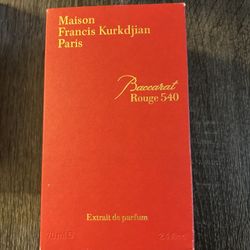 Maison
Francis Kurkdjian
Paris
Baccarat
Rouge 540
Extrait de parfum
70 ml ℮